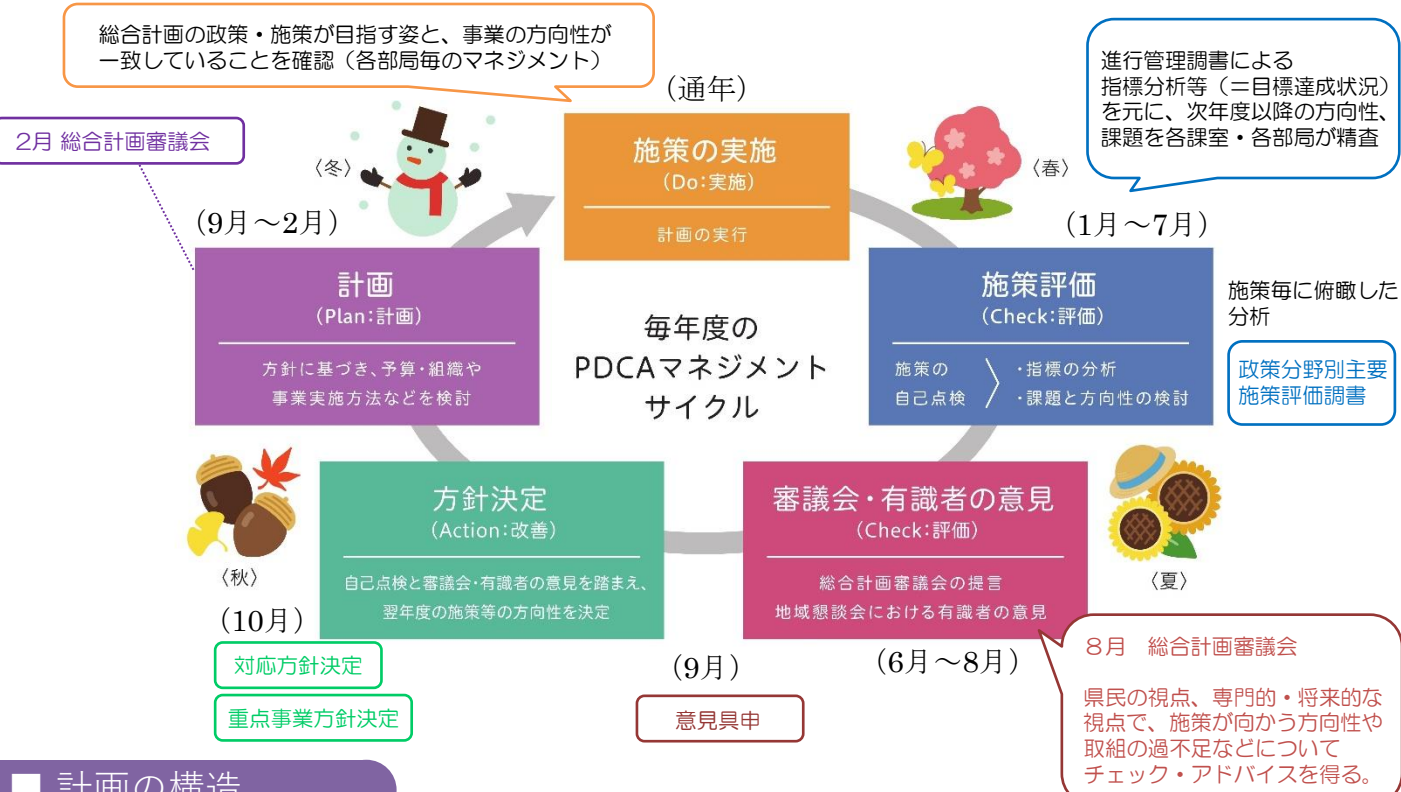 総合計画の政策・施策が目指す姿と、事業の方向性が
一致していることを確認（各部局毎のマネジメント）
進行管理調書による
指標分析等（＝目標達成状況）
を元に、次年度以降の方向性、
課題を各課室・各部局が精査
（通年）
2月 総合計画審議会
〈冬〉
施策の実施
(Do:実施)
計画の実行
〈春〉
（9月～2月）
（1月～7月）
計画
(Plan:計画)
方針に基づき、予算・組織や
事業実施方法などを検討
毎年度の
PDCAマネジメント
サイクル
施策評価
(Check:評価)
施策の
自己点検
・指標の分析
・課題と方向性の検討
施策毎に俯瞰した
分析
政策分野別主要
施策評価調書
方針決定
(Action:改善)
自己点検と審議会・有識者の意見を踏まえ、
翌年度の施策等の方向性を決定
審議会・有識者の意見
(Check:評価)
総合計画審議会の提言
地域懇談会における有識者の意見
〈秋〉
〈夏〉
（10月）
対応方針決定
重点事業方針決定
（9月）
意見具申
（6月～8月）
８月　総合計画審議会
県民の視点、専門的・将来的な
視点で、施策が向かう方向性や
取組の過不足などについて
チェック・アドバイスを得る。
■ 計画の構造